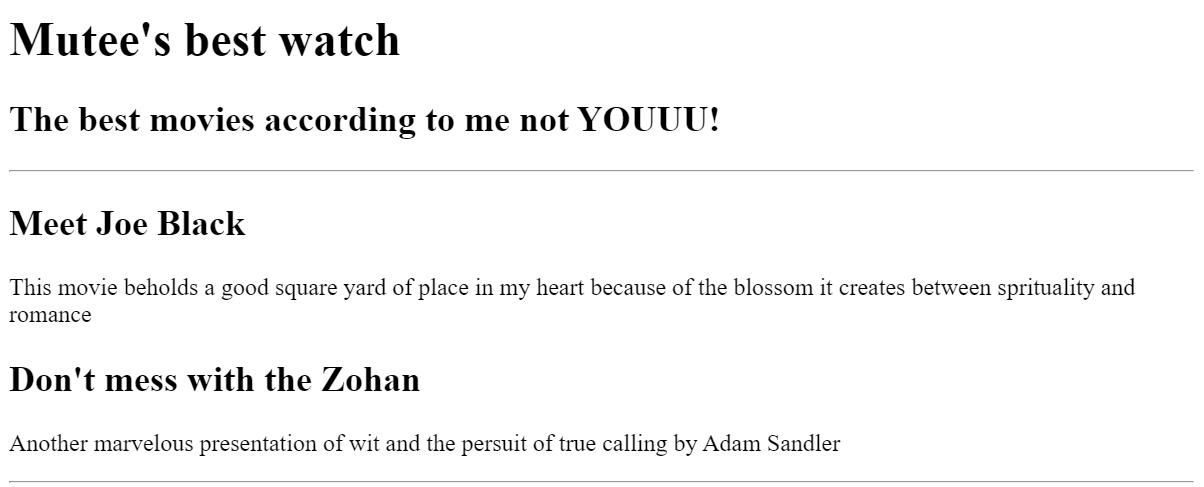 Mutee's best watch
The best movies according to me not YOUUU!
Meet Joe Black
This movie beholds a good square yard of place in my heart because of the blossom it creates between sprituality and
romance
Don't mess with the Zohan
Another marvelous presentation of wit and the persuit of true calling by Adam Sandler